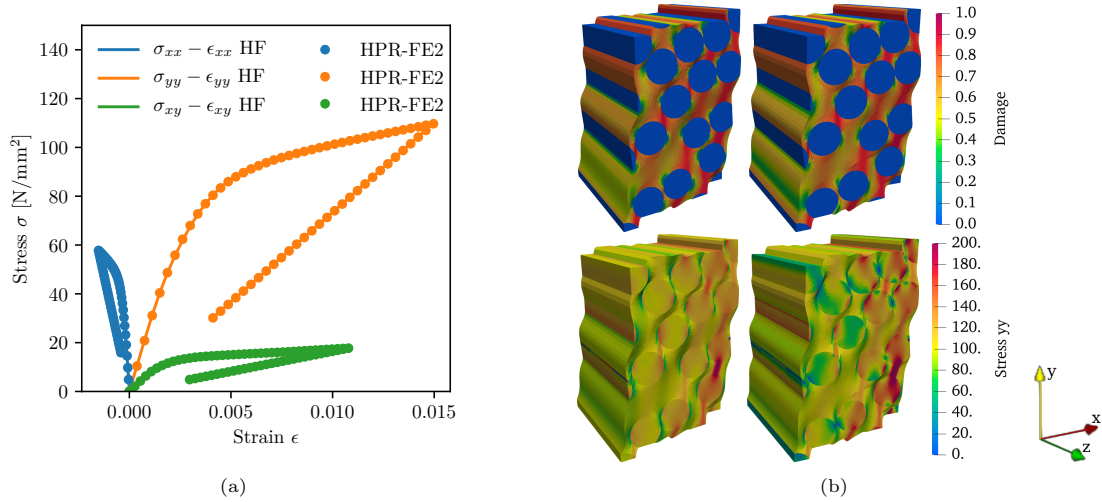 σxx − ϵxx HF
σyy − ϵyy HF
σxy − ϵxy HF
HPR-FE2
HPR-FE2
HPR-FE2
140
120
100
80
60
40
20
0
Stress σ [N/mm²]
0.000
0.005
0.010
0.015
Strain ϵ
(a)
1.0
0.9
0.8
0.7
0.6
0.5
0.4
0.3
0.2
0.1
0.0
Damage
200.
180.
160.
140.
120.
100.
80.
60.
40.
20.
0.
Stress yy
y
x
z
(b)